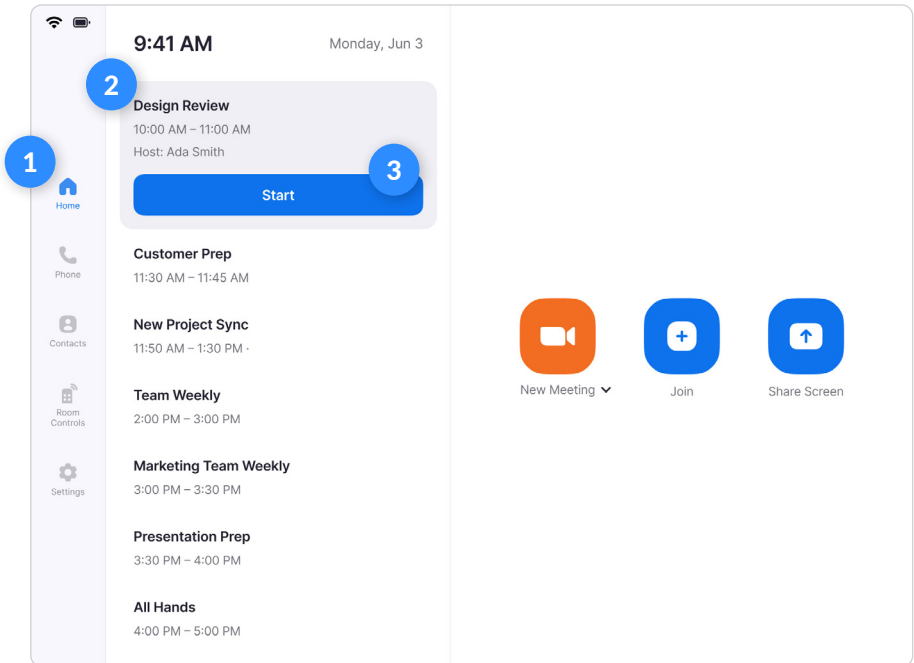 9:41 AM
Monday, Jun 3
2
Design Review
10:00 AM – 11:00 AM
Host: Ada Smith
1
3
Start
Home
Customer Prep
11:30 AM – 11:45 AM
Phone
New Project Sync
11:50 AM – 1:30 PM ·
Contacts
Team Weekly
2:00 PM – 3:00 PM
Room
Controls
Marketing Team Weekly
3:00 PM – 3:30 PM
Settings
Presentation Prep
3:30 PM – 4:00 PM
All Hands
4:00 PM – 5:00 PM
New Meeting
Join
Share Screen